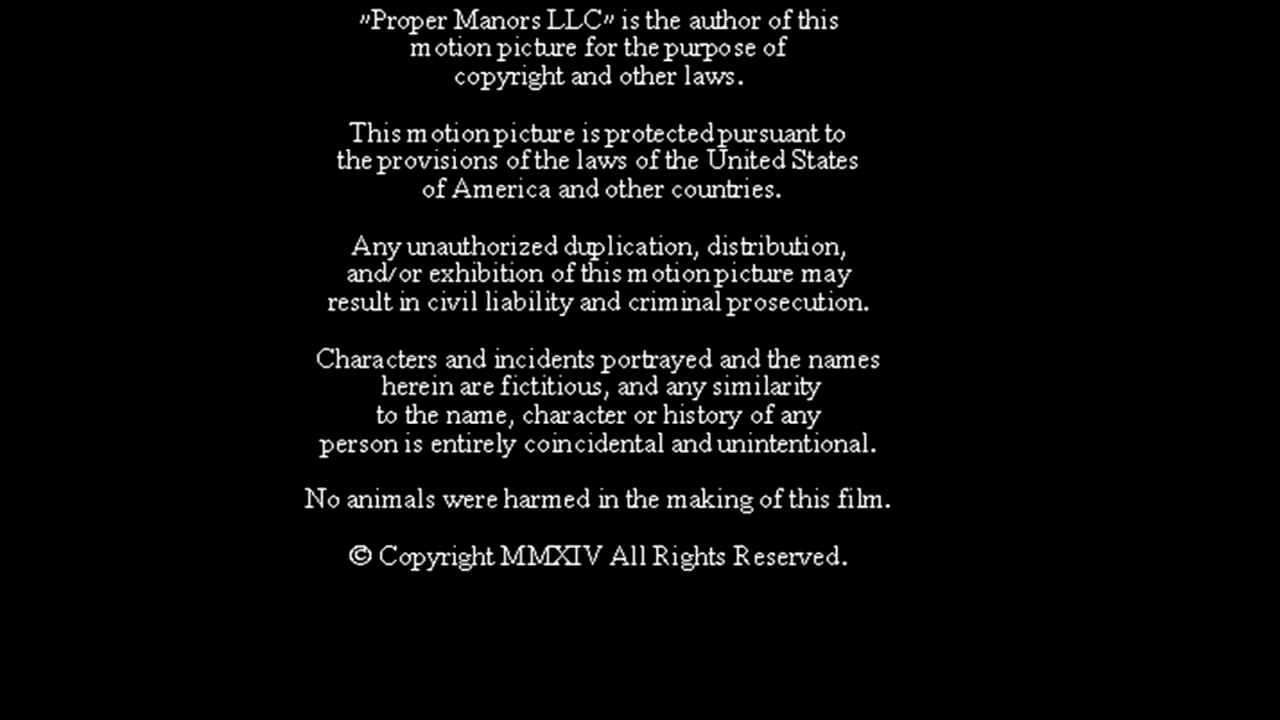 "Proper Manors LLC" is the author of this
motion picture for the purpose of
copyright and other laws.
This motion picture is protected pursuant to
the provisions of the laws of the United States
of America and other countries.
Any unauthorized duplication, distribution,
and/or exhibition of this motion picture may
result in civil liability and criminal prosecution.
Characters and incidents portrayed and the names
herein are fictitious, and any similarity
to the name, character or history of any
person is entirely coincidental and unintentional.
No animals were harmed in the making of this film.
© Copyright MMXIV All Rights Reserved.